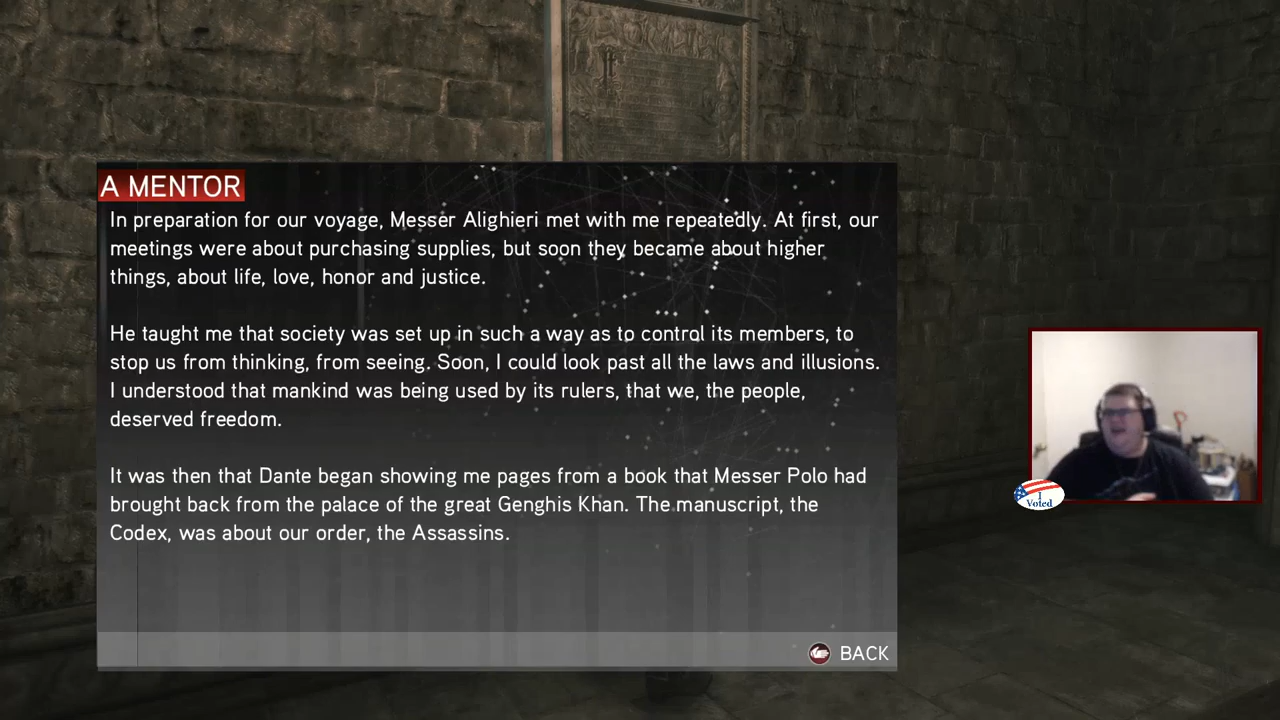 A MENTOR
In preparation for our voyage, Messer Alighieri met with me repeatedly. At first, our
meetings were about purchasing supplies, but soon they became about higher
things, about life, love, honor and justice.
He taught me that society was set up in such a way as to control its members, to
stop us from thinking, from seeing. Soon, I could look past all the laws and illusions.
I understood that mankind was being used by its rulers, that we, the people,
deserved freedom.
It was then that Dante began showing me pages from a book that Messer Polo had
brought back from the palace of the great Genghis Khan. The manuscript, the
Codex, was about our order, the Assassins.
BACK
I
Voted